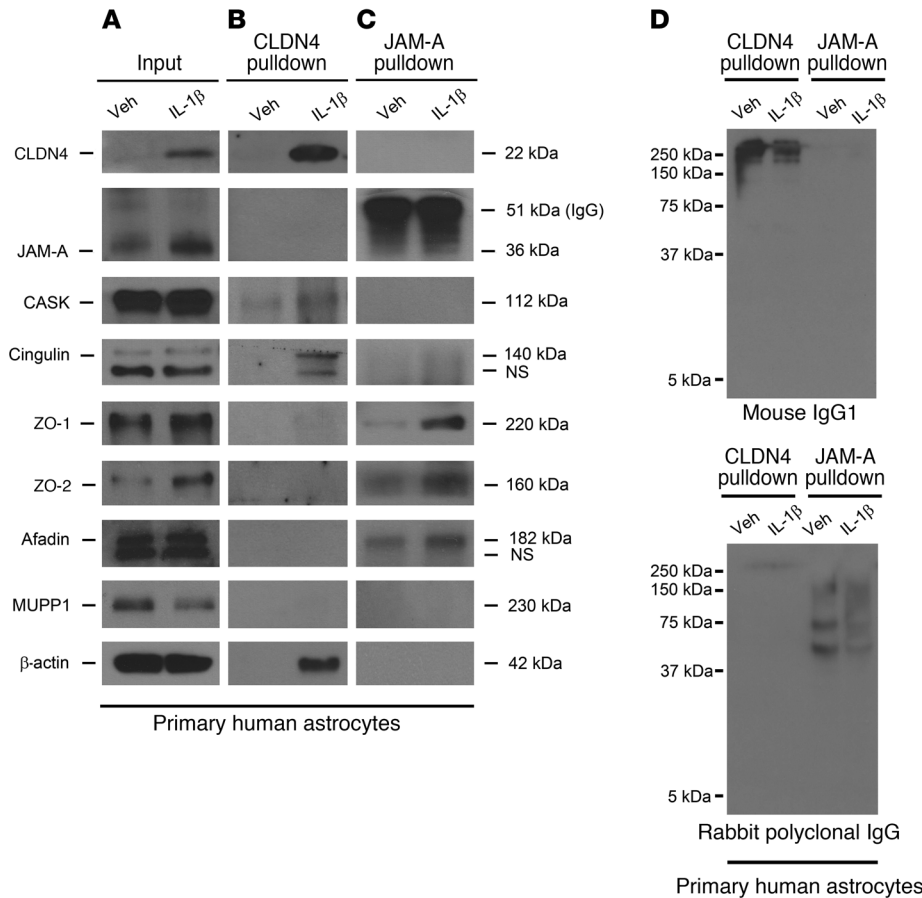 A B C D
Input
CLDN4
pulldown
JAM-A
pulldown
Veh IL-1β Veh IL-1β Veh IL-1β
CLDN4 22 kDa
51 kDa (IgG)
JAM-A 36 kDa
CASK 112 kDa
Cingulin 140 kDa
NS
ZO-1 220 kDa
ZO-2 160 kDa
Afadin 182 kDa
NS
MUPP1 230 kDa
β-actin 42 kDa
Primary human astrocytes
CLDN4
pulldown
JAM-A
pulldown
Veh IL-1β Veh IL-1β
250 kDa
150 kDa
75 kDa
37 kDa
5 kDa
Mouse IgG1
CLDN4
pulldown
JAM-A
pulldown
Veh IL-1β Veh IL-1β
250 kDa
150 kDa
75 kDa
37 kDa
5 kDa
Rabbit polyclonal IgG
Primary human astrocytes